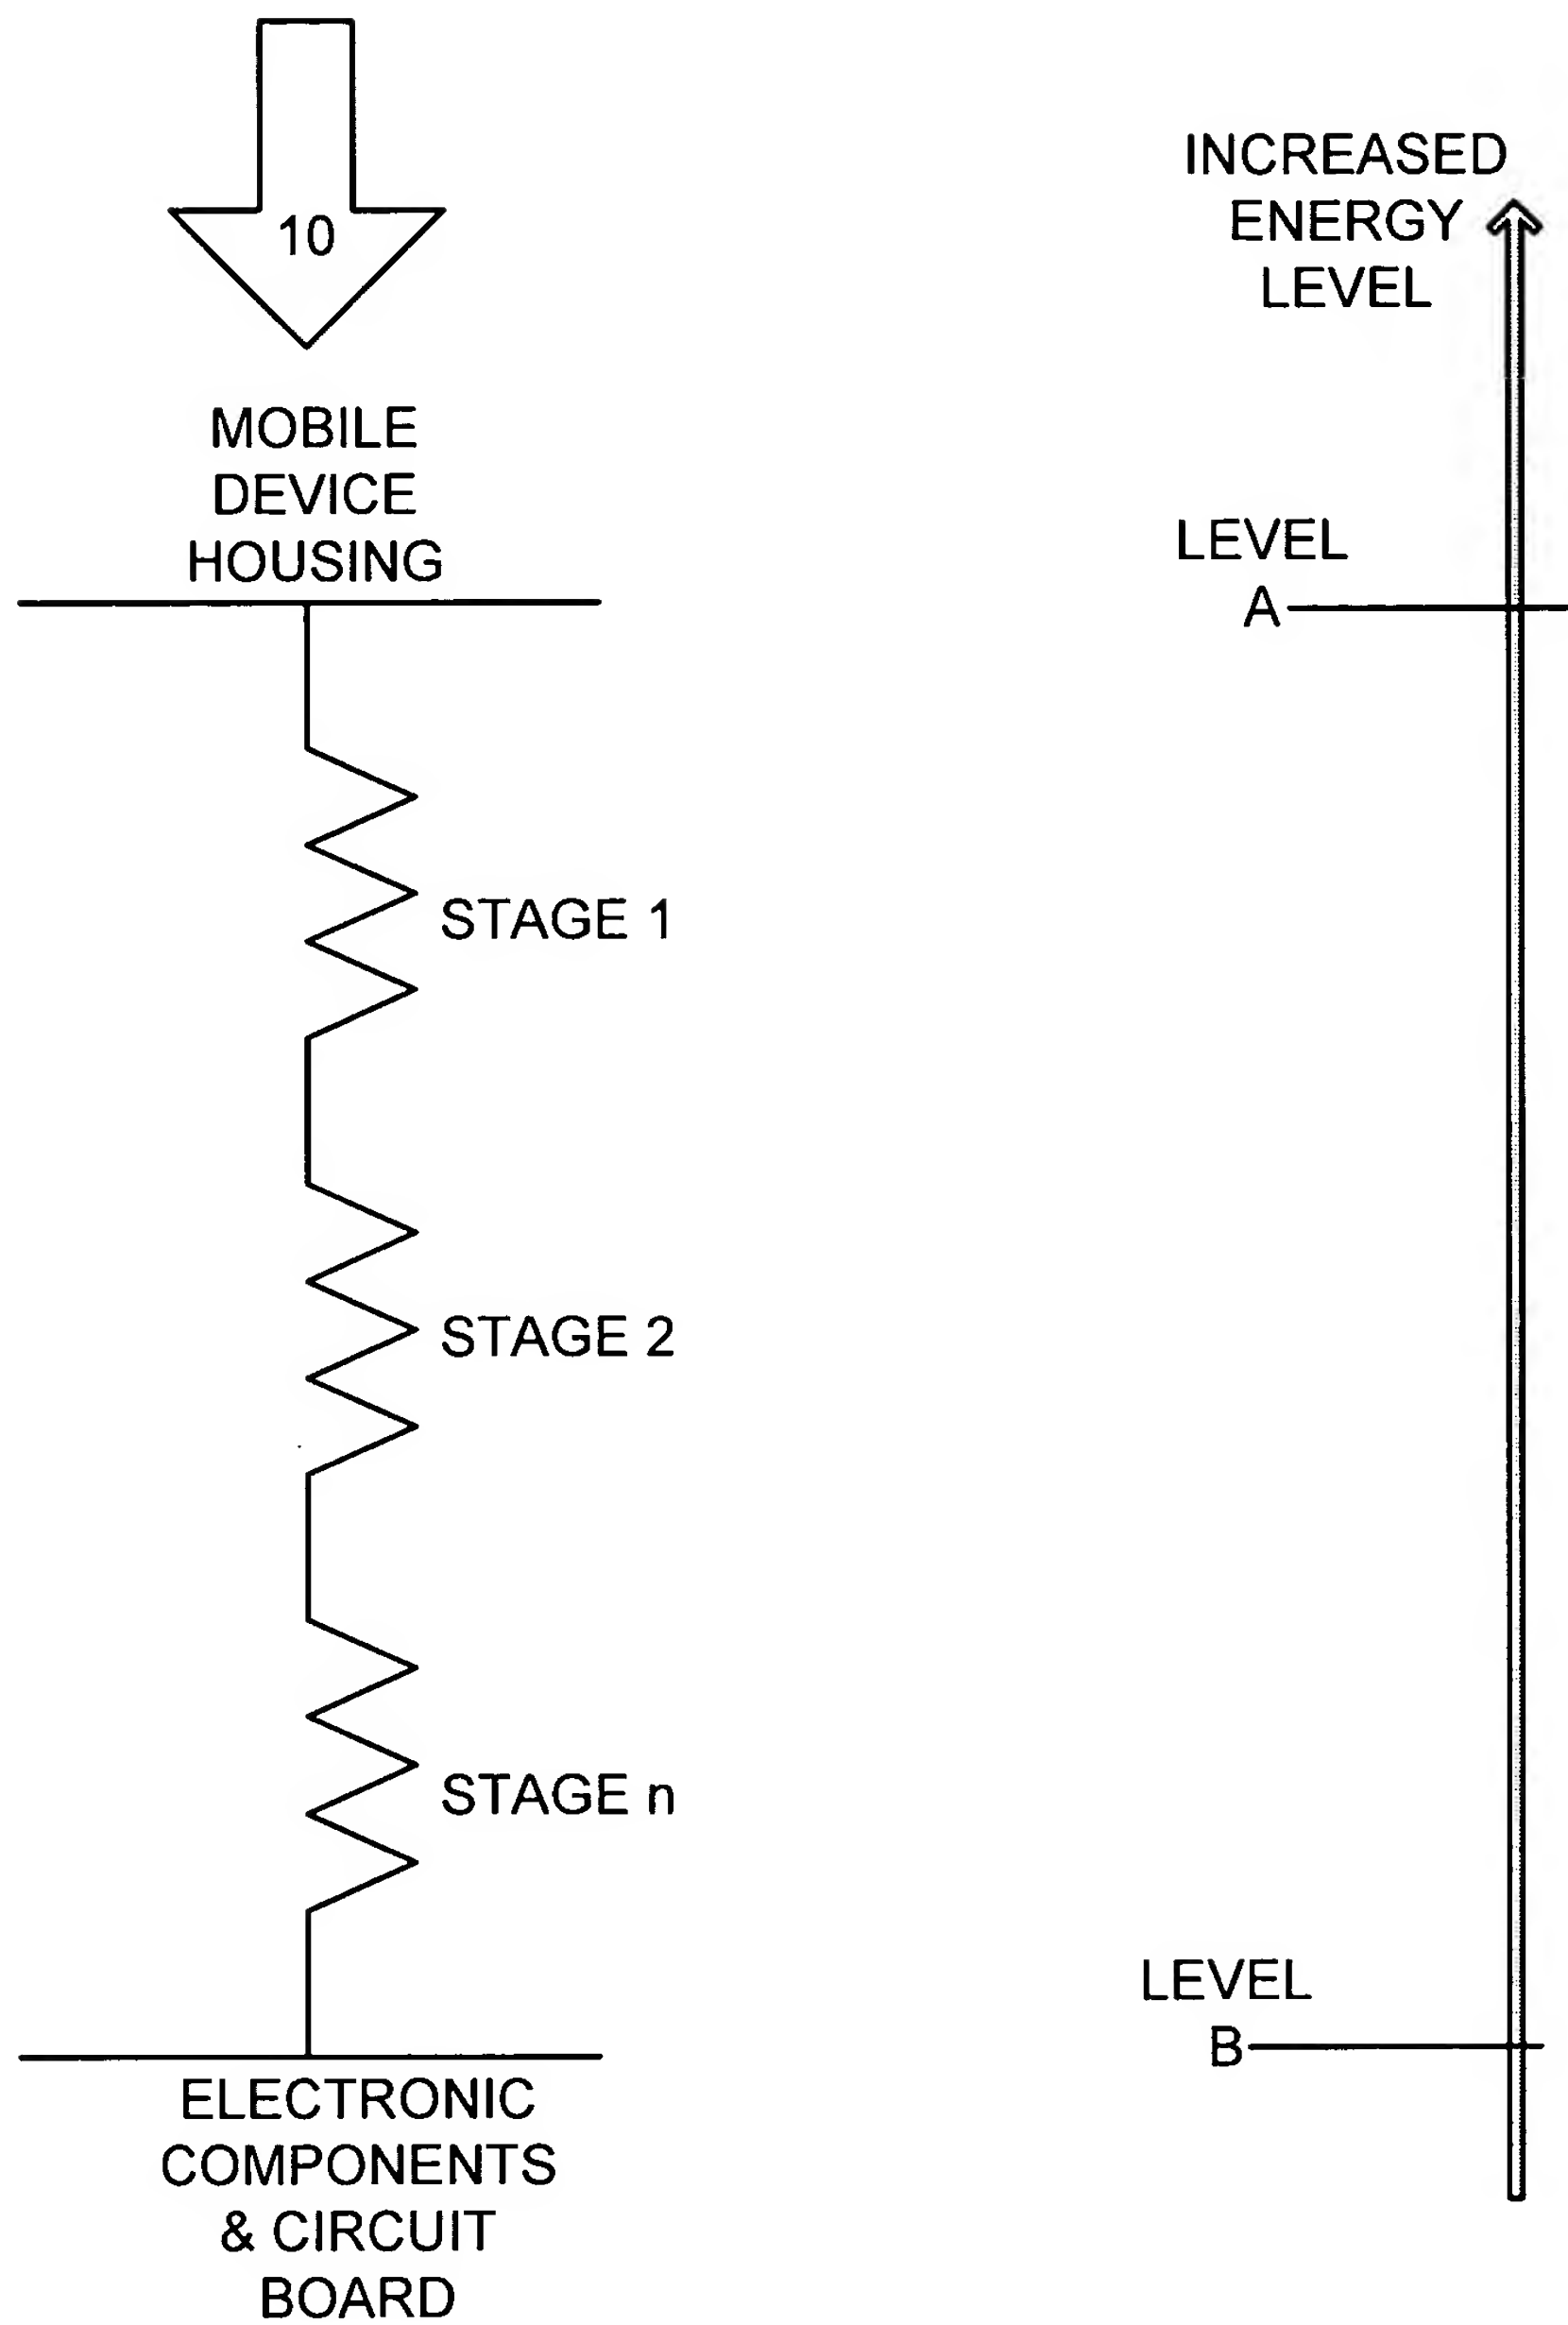 10
MOBILE
DEVICE
HOUSING
STAGE 1
STAGE 2
STAGE n
ELECTRONIC
COMPONENTS
& CIRCUIT
BOARD
INCREASED
ENERGY
LEVEL
LEVEL
A
LEVEL
B